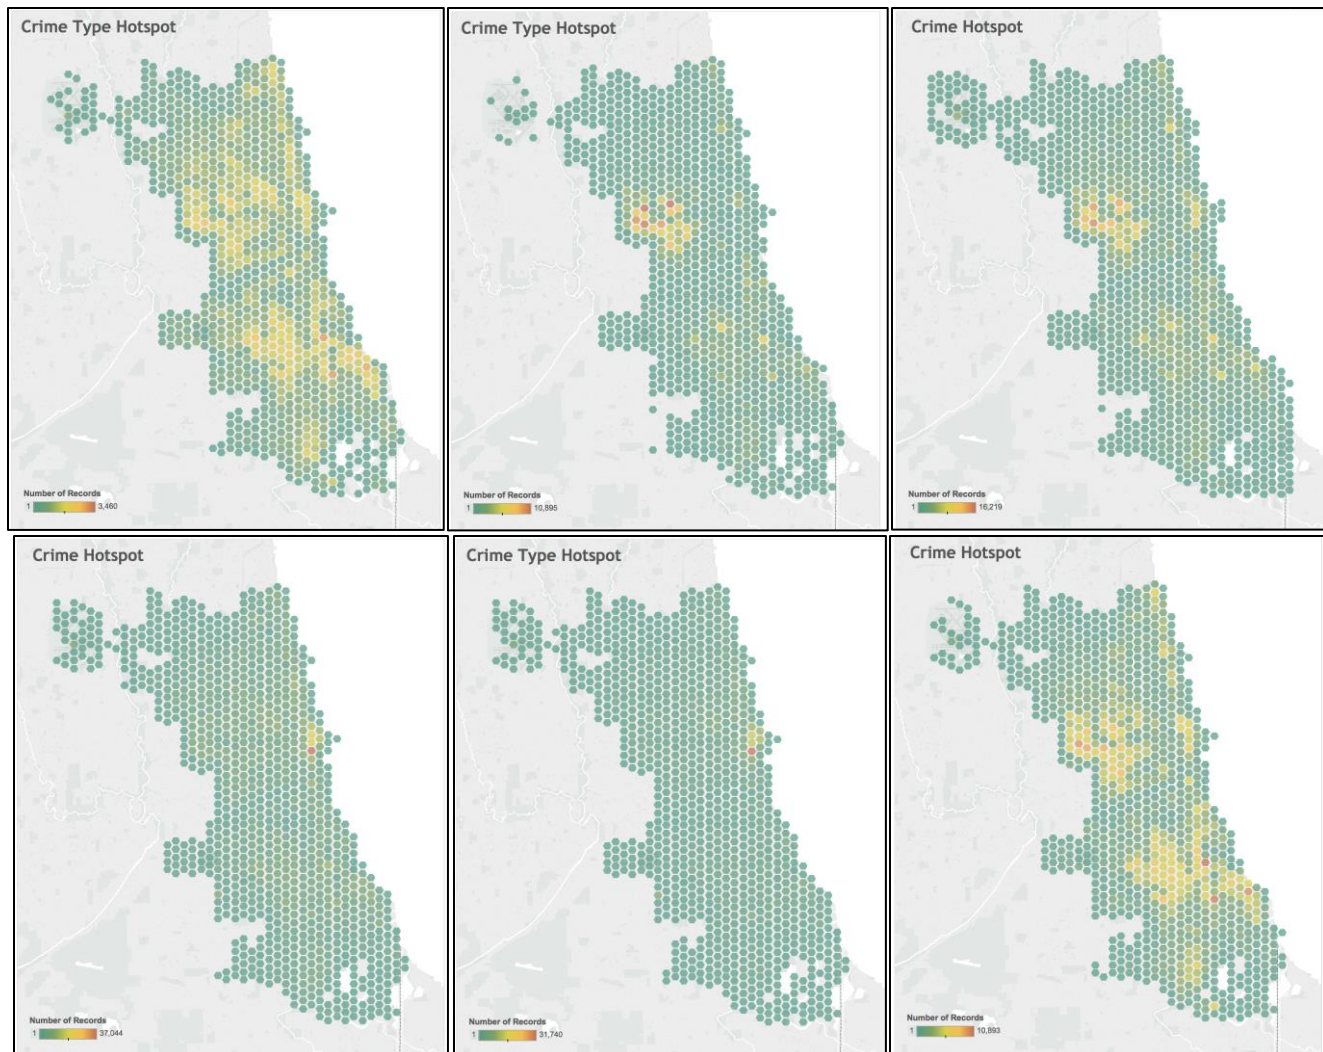 Crime Type Hotspot
Number of Records
1 3,460
Crime Type Hotspot
Number of Records
1 10,895
Crime Hotspot
Number of Records
1 16,219
Crime Hotspot
Number of Records
1 37,044
Crime Type Hotspot
Number of Records
1 31,740
Crime Hotspot
Number of Records
1 10,893